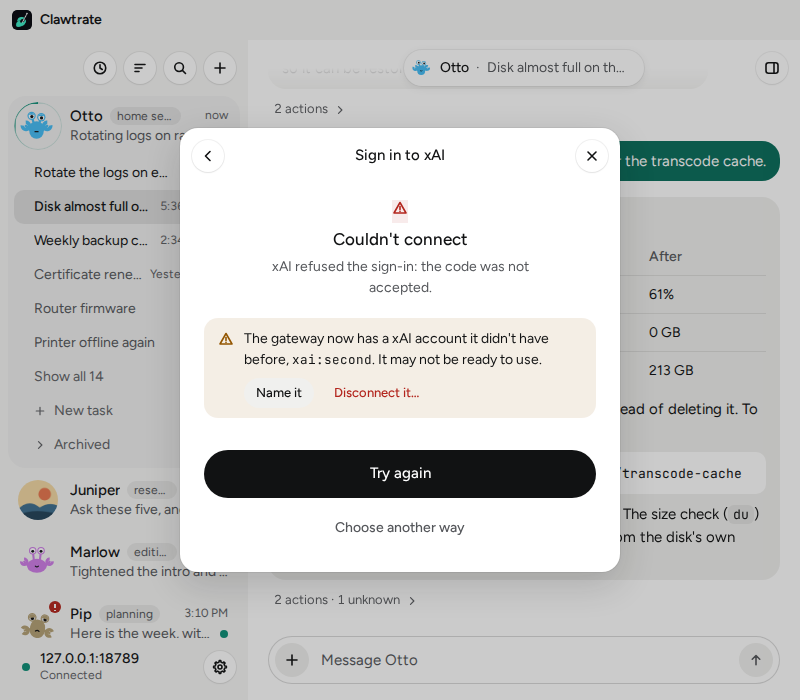 Clawtrate
Otto home se... now
Rotating logs on ra
Rotate the logs on e...
Disk almost full o... 5:36
Weekly backup c... 2:34
Certificate rene... Yeste
Router firmware
Printer offline again
Show all 14
New task
Archived
Juniper rese...
Ask these five, an
Marlow editi...
Tightened the intro and ...
Pip planning 3:10 PM
Here is the week. wit...
127.0.0.1:18789
Connected
Otto · Disk almost full on th...
2 actions
the transcode cache.
After
61%
0 GB
213 GB
ead of deleting it. To
/transcode-cache
The size check ( du )
om the disk's own
2 actions · 1 unknown
Message Otto
Sign in to xAI
Couldn't connect
xAI refused the sign-in: the code was not
accepted.
The gateway now has a xAI account it didn't have
before, xai:second. It may not be ready to use.
Name it Disconnect it...
Try again
Choose another way